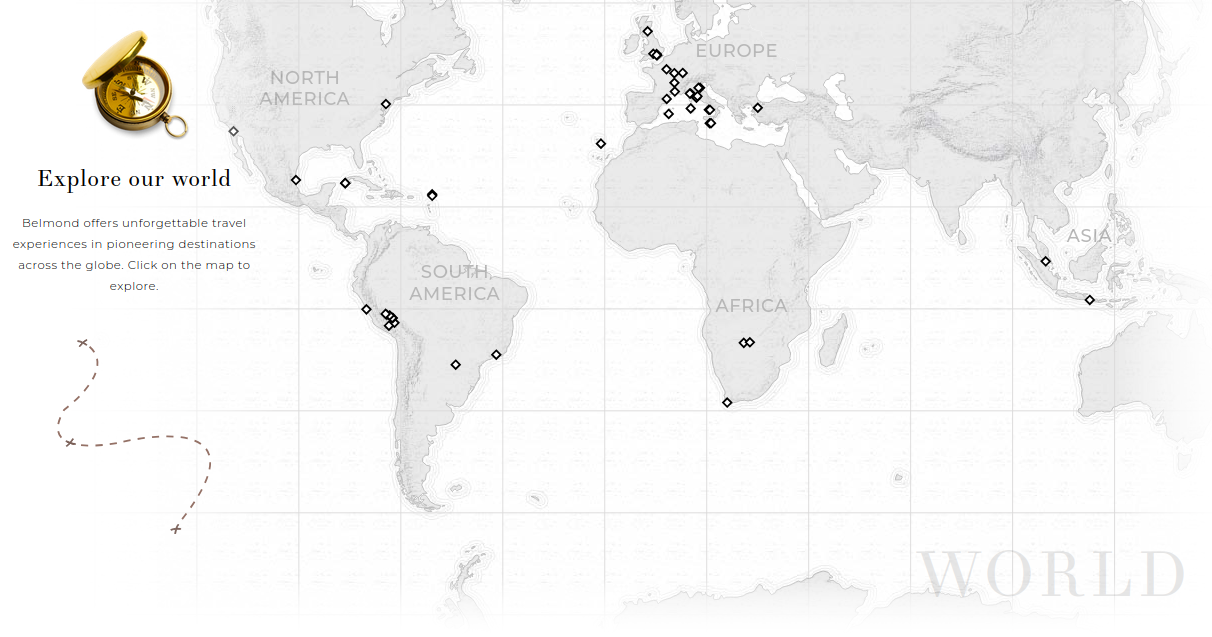 Explore our world
Belmond offers unforgettable travel
experiences in pioneering destinations
across the globe. Click on the map to
explore.
NORTH
AMERICA
EUROPE
ASIA
SOUTH
AMERICA
AFRICA
WORLD